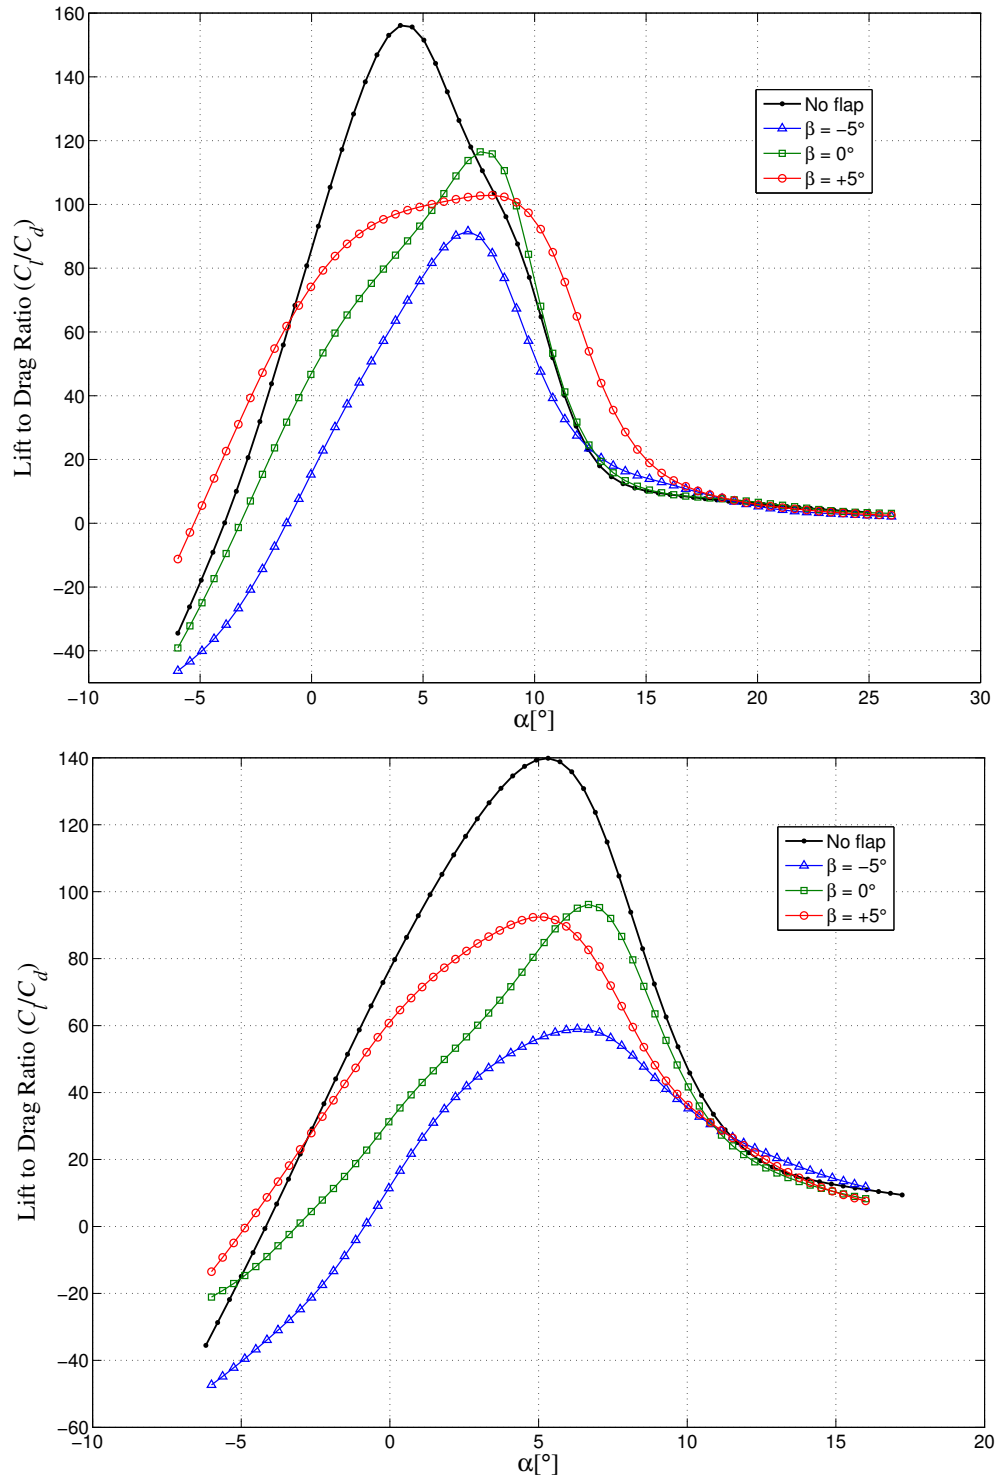 160
140
120
100
80
60
40
20
0
−20
−40
Lift to Drag Ratio (C_l/C_d)
No flap
β = −5°
β = 0°
β = +5°
−10 −5 0 5 10 15 20 25 30
α[°]
140
120
100
80
60
40
20
0
−20
−40
−60
Lift to Drag Ratio (C_l/C_d)
No flap
β = −5°
β = 0°
β = +5°
−10 −5 0 5 10 15 20
α[°]